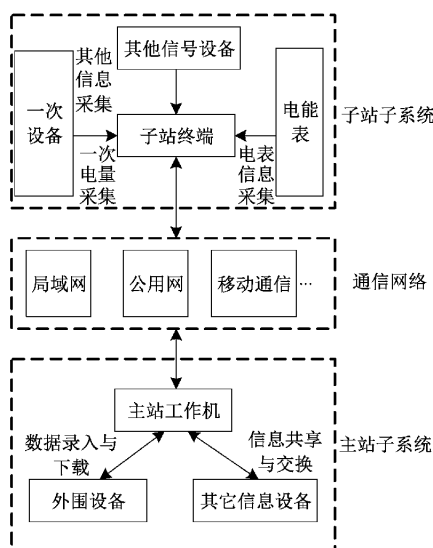 其他信号设备
其他
信息
采集
一次
设备
子站终端
电能
表
一次
电量
采集
电表
信息
采集
子站子系统
局域网
公用网
移动通信…
通信网络
主站工作机
数据录入与
下载
信息共享
与交换
主站子系统
外围设备
其它信息设备